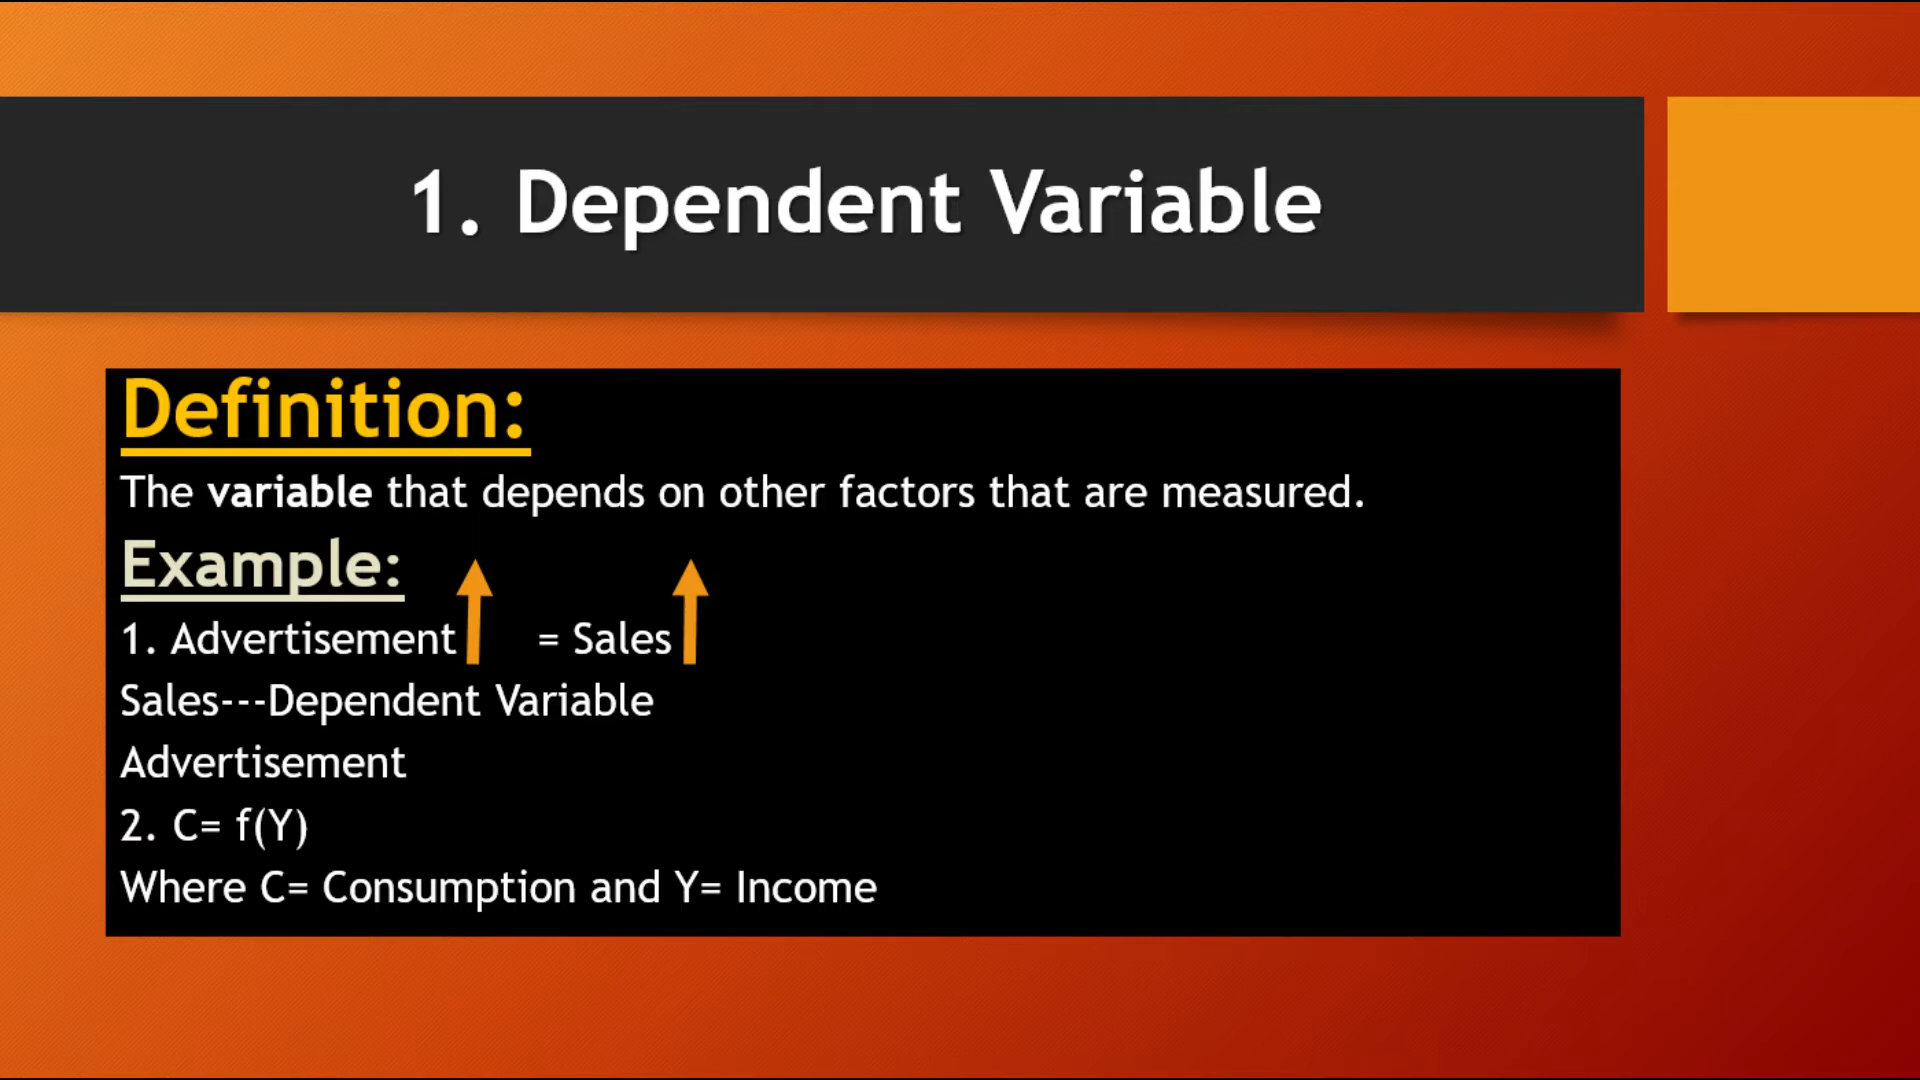 1. Dependent Variable
Definition:
The variable that depends on other factors that are measured.
Example:
1. Advertisement = Sales
Sales---Dependent Variable
Advertisement
2. C= f(Y)
Where C= Consumption and Y= Income